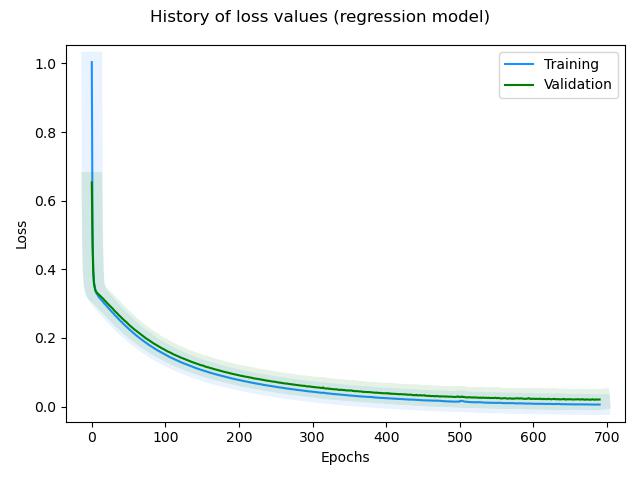 History of loss values (regression model)
Training
Validation
1.0
0.8
0.6
0.4
0.2
0.0
Loss
0 100 200 300 400 500 600 700
Epochs